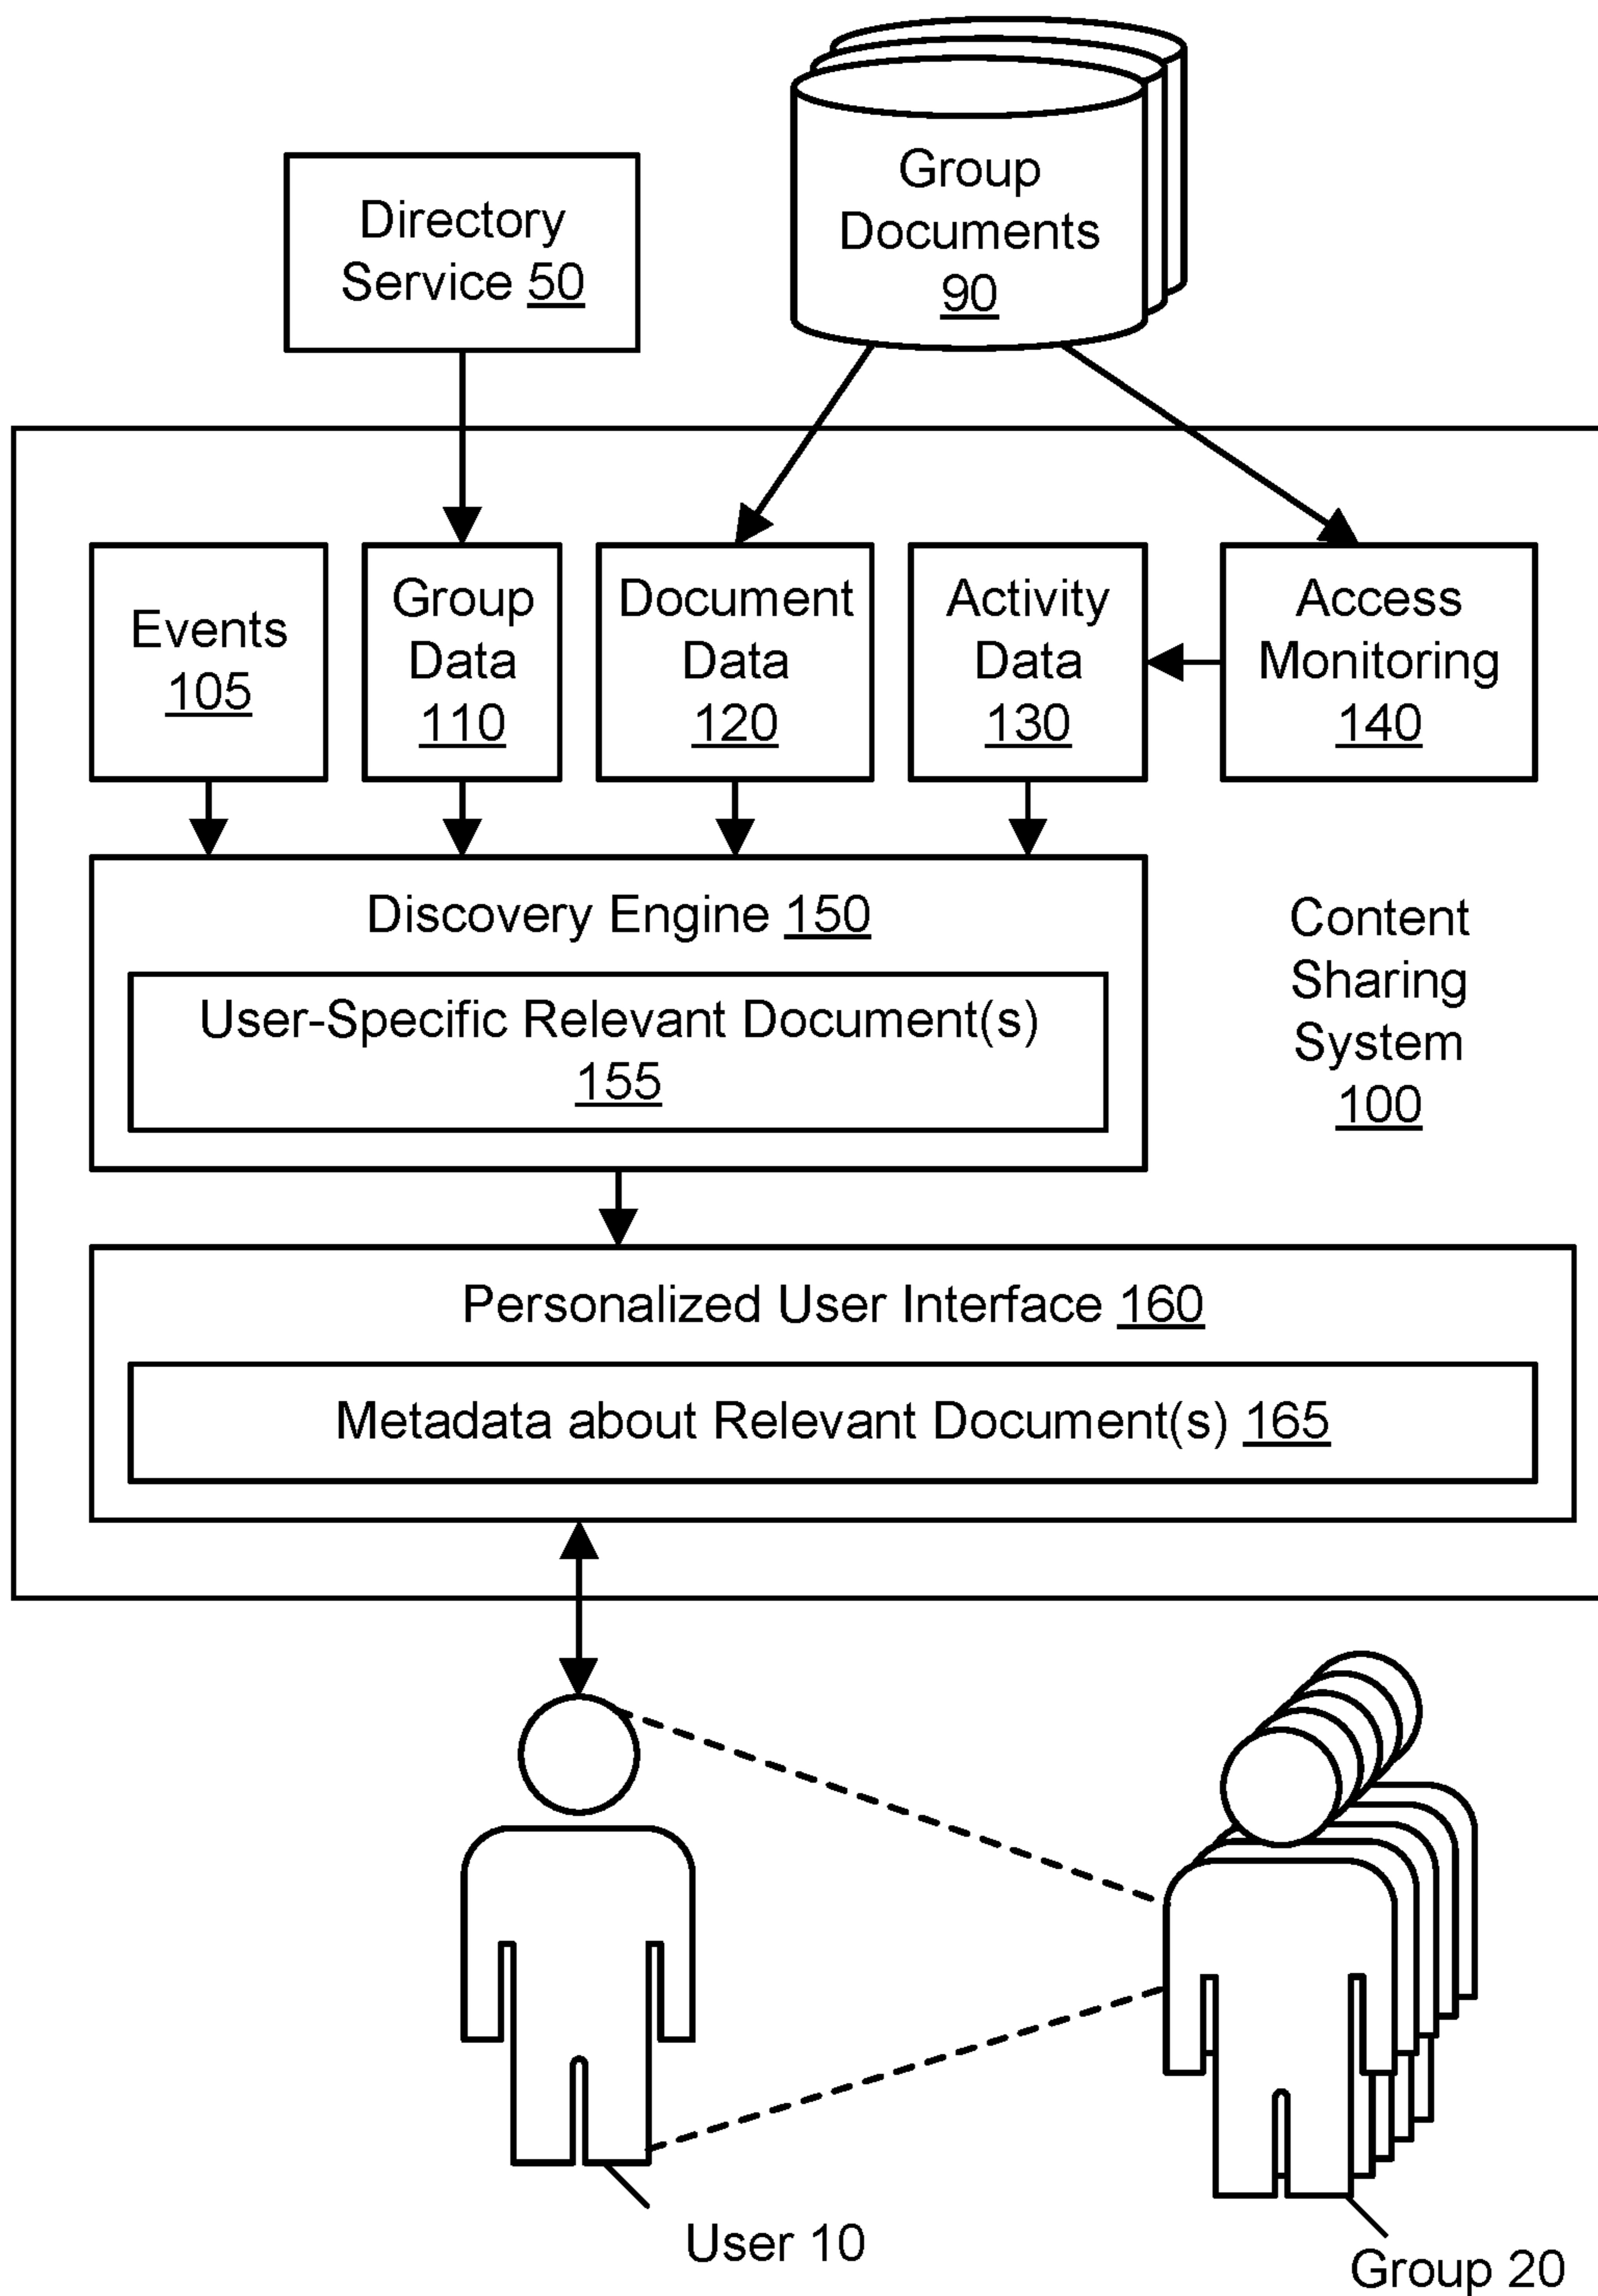 Group
Documents
90
Directory
Service 50
Events
105
Group
Data
110
Document
Data
120
Activity
Data
130
Access
Monitoring
140
Discovery Engine 150
User-Specific Relevant Document(s)
155
Content
Sharing
System
100
Personalized User Interface 160
Metadata about Relevant Document(s) 165
User 10
Group 20